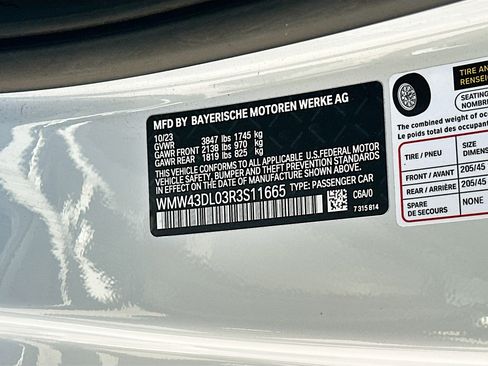 MFD BY BAYERISCHE MOTOREN WERKE AG
10/23
GVWR 3847 lbs 1745 kg
GAWR FRONT 2138 lbs 970 kg
GAWR REAR 1819 lbs 825 kg
THIS VEHICLE CONFORMS TO ALL APPLICABLE U.S.FEDERAL MOTOR
VEHICLE SAFETY, BUMPER, AND THEFT PREVENTION STANDARDS IN
EFFECT ON THE DATE OF MANUFACTURE SHOWN ABOVE.
WMW43DL03R3S11665 TYPE: PASSENGER CAR
C6A/0
7 315 814
TIRE AN
RENSEI
SEATING
NOMBR
The combined weight of occ
Le poids total des occupant
TIRE / PNEU SIZE
DIMENS
FRONT / AVANT 205/45
REAR / ARRIÈRE 205/45
SPARE NONE
DE SECOURS